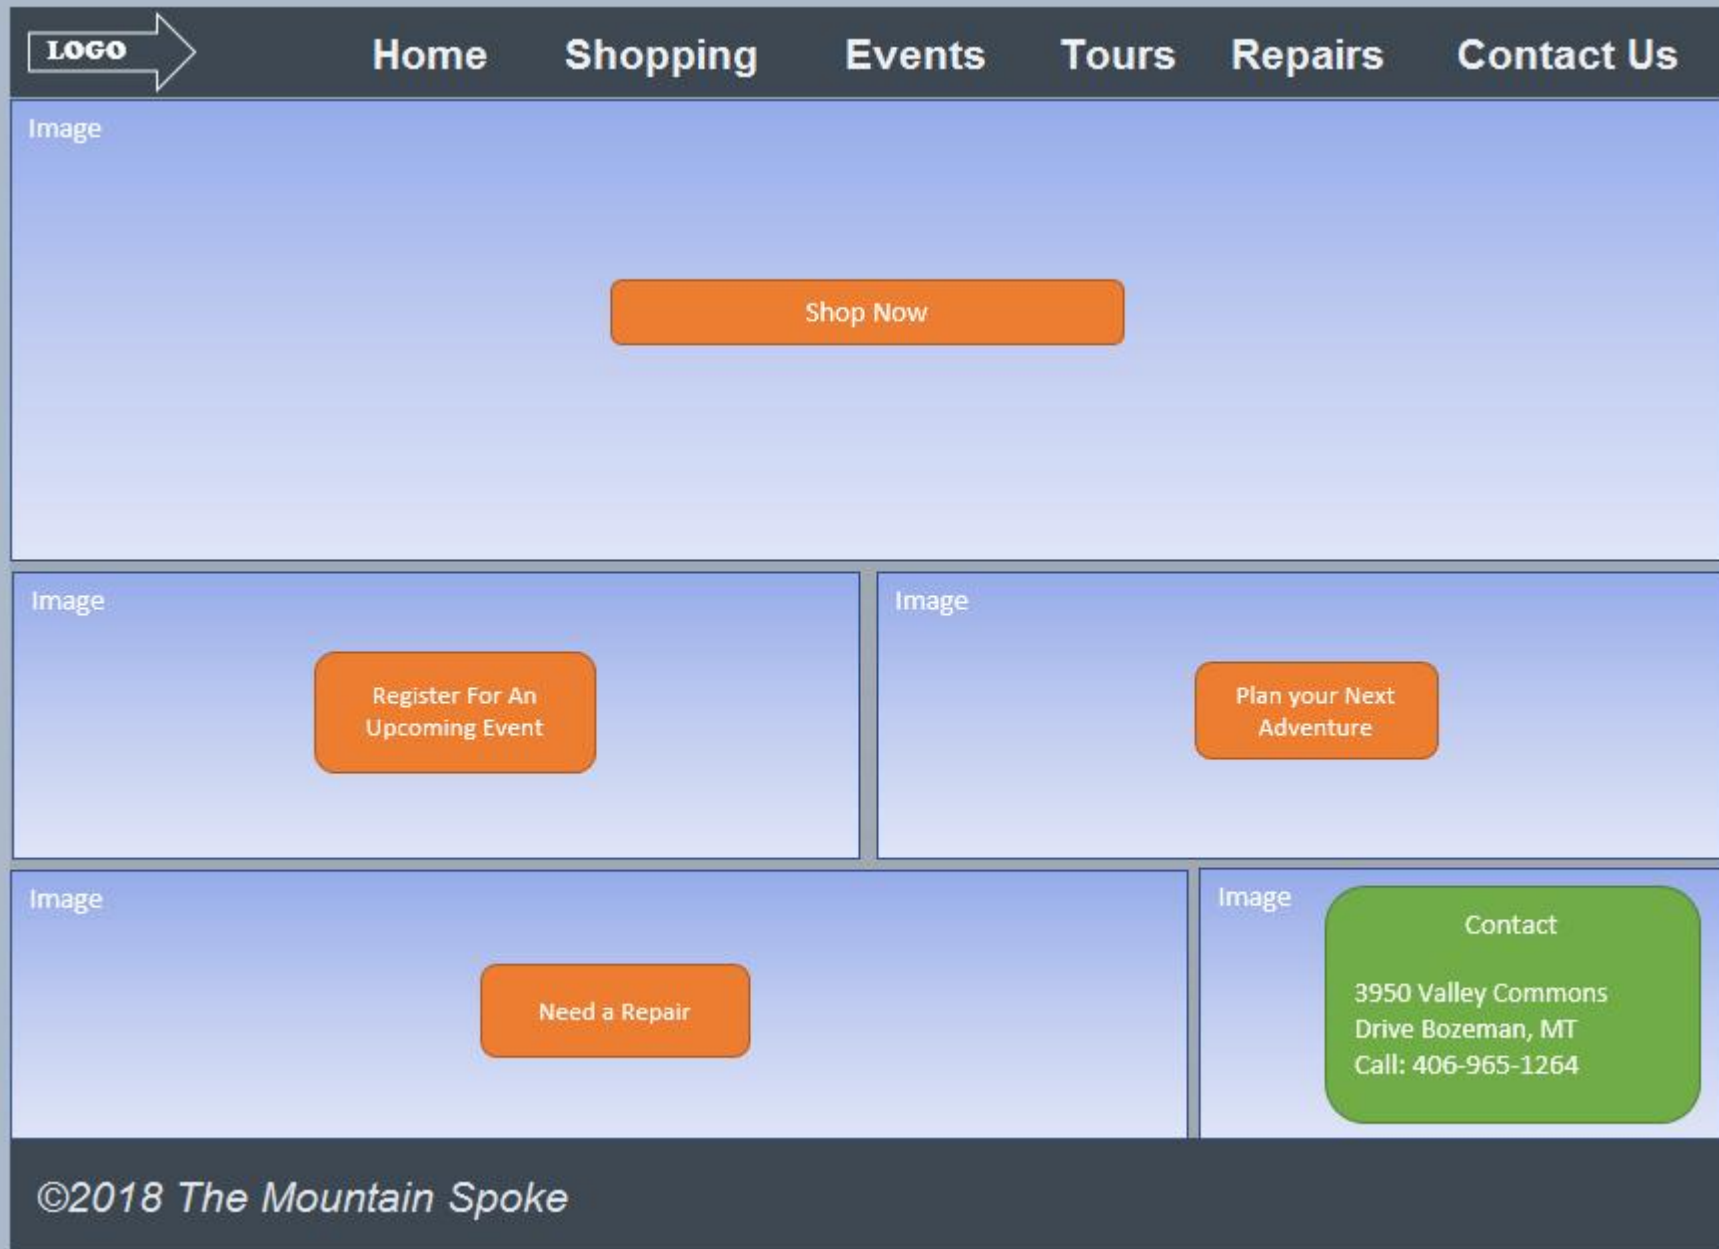 LOGO
Home Shopping Events Tours Repairs Contact Us
Image
Shop Now
Image
Register For An
Upcoming Event
Image
Plan your Next
Adventure
Image
Need a Repair
Image
Contact
3950 Valley Commons
Drive Bozeman, MT
Call: 406-965-1264
©2018 The Mountain Spoke